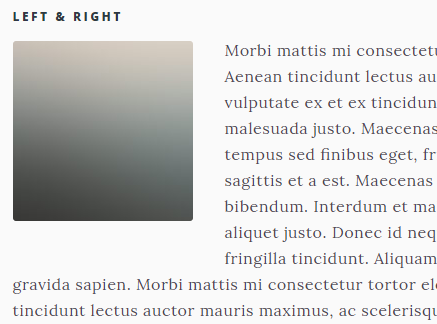 LEFT & RIGHT
Morbi mattis mi consectetu
Aenean tincidunt lectus au
vulputate ex et ex tincidun
malesuada justo. Maecenas
tempus sed finibus eget, fr
sagittis et a est. Maecenas
bibendum. Interdum et ma
aliquet justo. Donec id neq
fringilla tincidunt. Aliquam
gravida sapien. Morbi mattis mi consectetur tortor ele
tincidunt lectus auctor mauris maximus, ac scelerisqu